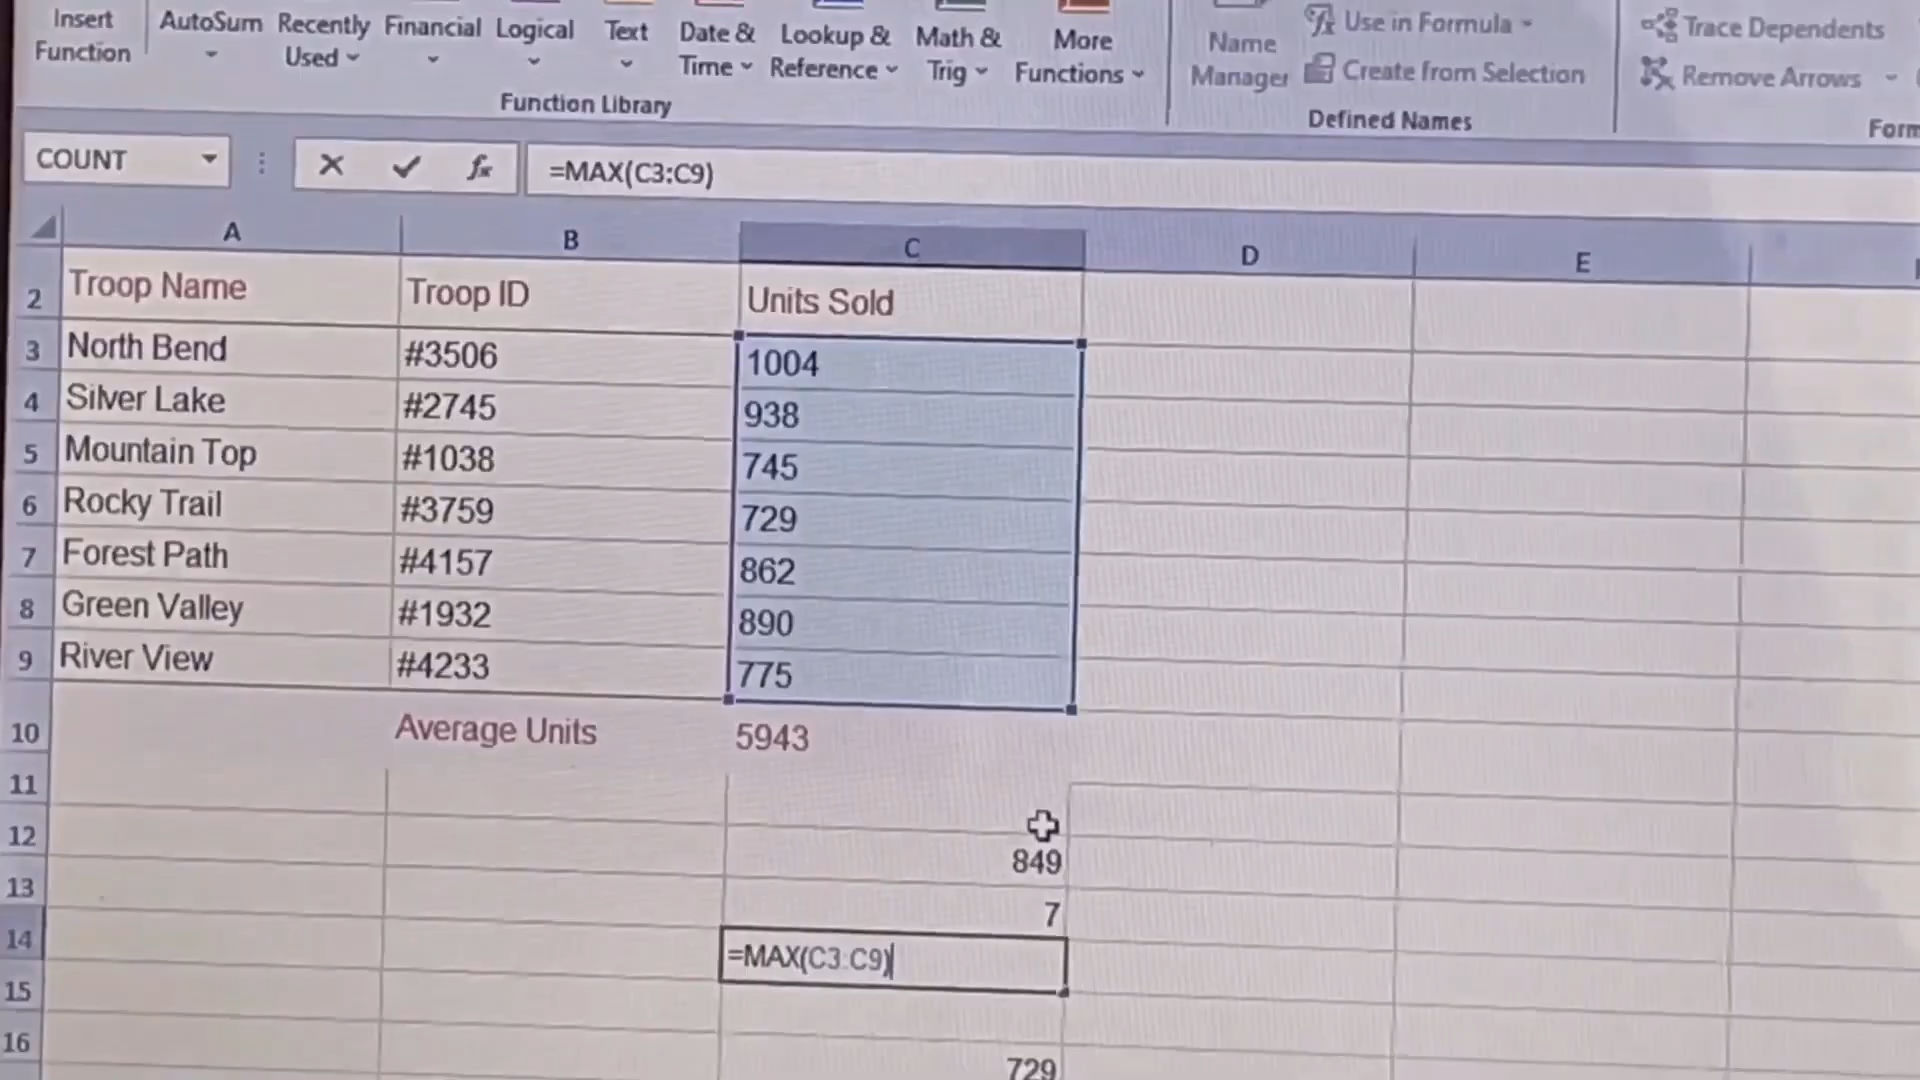 Insert Function
AutoSum
Recently Used
Financial
Logical
Text
Date & Time
Lookup & Reference
Math & Trig
More Functions
Function Library
Name Manager
Use in Formula
Create from Selection
Defined Names
Trace Dependents
Remove Arrows
COUNT fx =MAX(C3:C9)
A B C D E
2 Troop Name Troop ID Units Sold
3 North Bend #3506 1004
4 Silver Lake #2745 938
5 Mountain Top #1038 745
6 Rocky Trail #3759 729
7 Forest Path #4157 862
8 Green Valley #1932 890
9 River View #4233 775
10 Average Units 5943
11
12 849
13 7
14 =MAX(C3:C9)
15
16 729